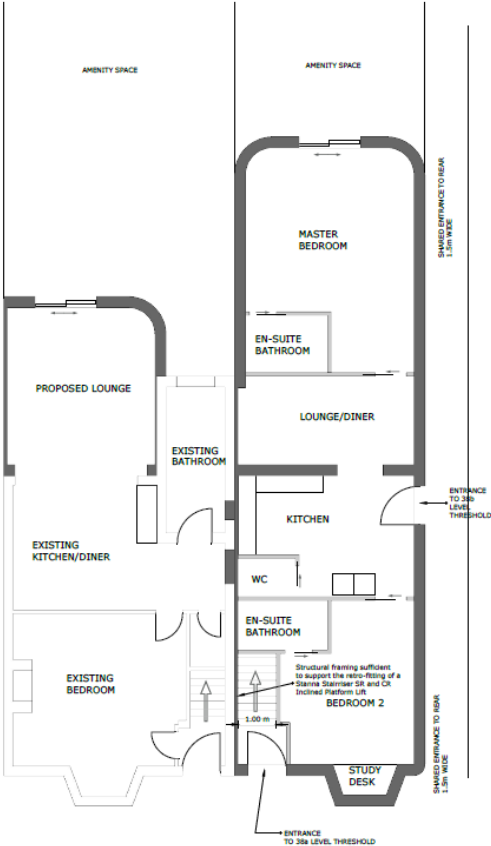 AMENITY SPACE
AMENITY SPACE
SHARED ENTRANCE TO REAR
1.5m WIDE
MASTER
BEDROOM
EN-SUITE
BATHROOM
PROPOSED LOUNGE
LOUNGE/DINER
EXISTING
BATHROOM
ENTRANCE
TO 38b
LEVEL
THRESHOLD
KITCHEN
EXISTING
KITCHEN/DINER
WC
EN-SUITE
BATHROOM
Structural framing sufficient
to support the retro-fitting of a
Stanna Stairriser SR and CR
Inclined Platform Lift
EXISTING
BEDROOM
BEDROOM 2
1.00 m
SHARED ENTRANCE TO REAR
1.5m WIDE
STUDY
DESK
ENTRANCE
TO 38a LEVEL THRESHOLD